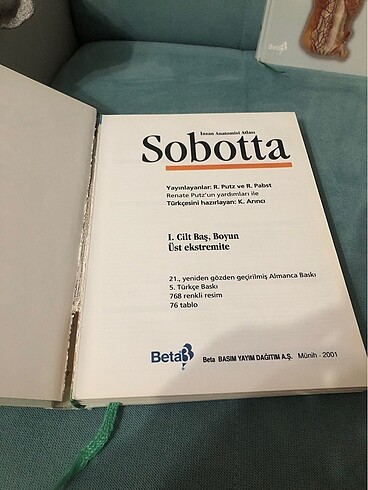 Beta
İnsan Anatomisi Atlası
Sobotta
Yayınlayanlar: R. Putz ve R. Pabst
Renate Putz'un yardımları ile
Türkçesini hazırlayan: K. Arıncı
1. Cilt Baş, Boyun
Üst ekstremite
21., yeniden gözden geçirilmiş Almanca Baskı
5. Türkçe Baskı
768 renkli resim
76 tablo
Beta Beta BASIM YAYIM DAĞITIM A.Ş. Münih - 2001